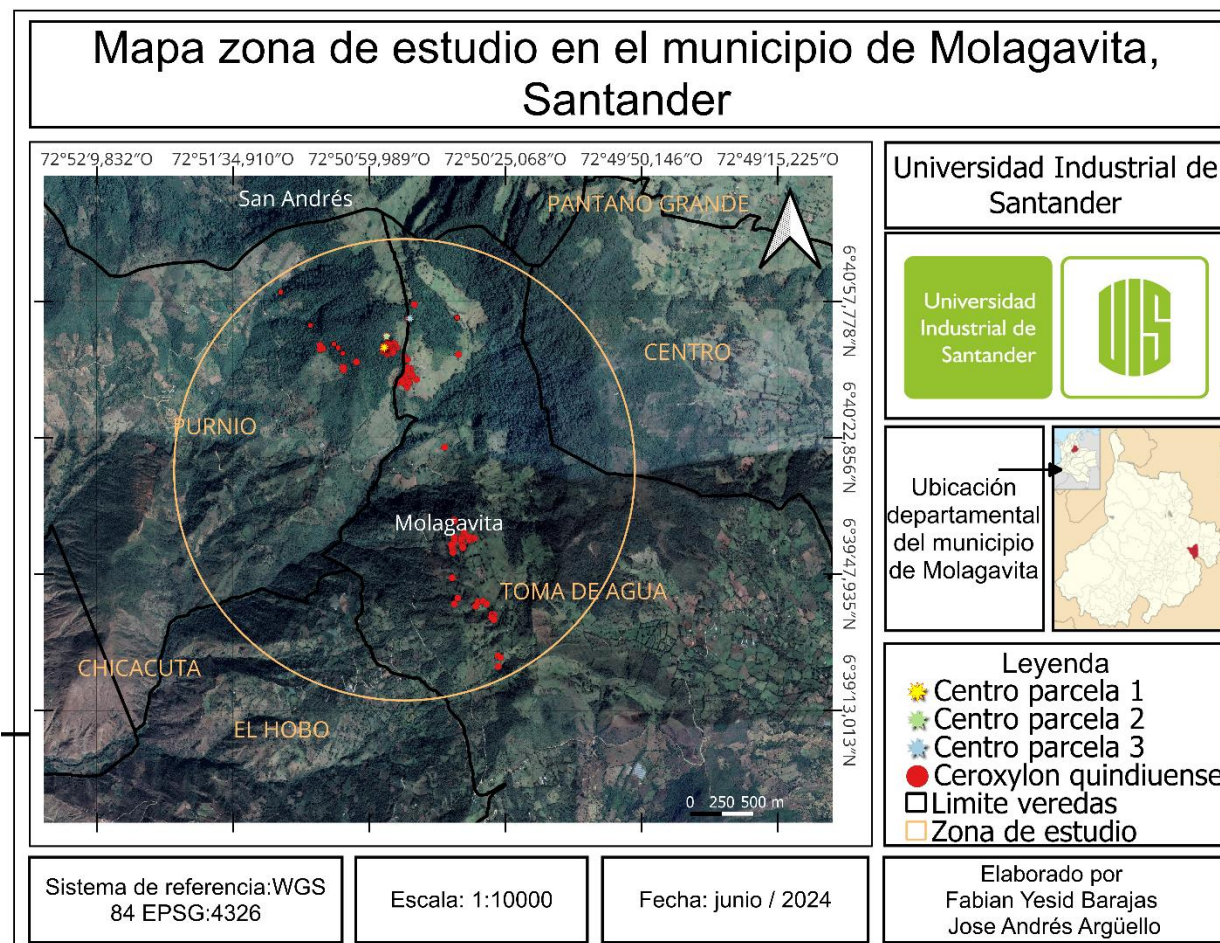 Mapa zona de estudio en el municipio de Molagavita,
Santander
72°52′9,832″O 72°51′34,910″O 72°50′59,989″O 72°50′25,068″O 72°49′50,146″O 72°49′15,225″O
San Andrés
PANTANO GRANDE
CENTRO
PURNIO
Molagavita
TOMA DE AGUA
CHICACUTA
EL HOBO
0 250 500 m
6°40′57,778″N
6°40′22,856″N
6°39′47,935″N
6°39′13,013″N
Universidad Industrial de
Santander
Universidad
Industrial de
Santander
UIS
Ubicación
departamental
del municipio
de Molagavita
Leyenda
Centro parcela 1
Centro parcela 2
Centro parcela 3
Ceroxylon quindiuense
Limite veredas
Zona de estudio
Sistema de referencia:WGS
84 EPSG:4326
Escala: 1:10000
Fecha: junio / 2024
Elaborado por
Fabian Yesid Barajas
Jose Andrés Argüello